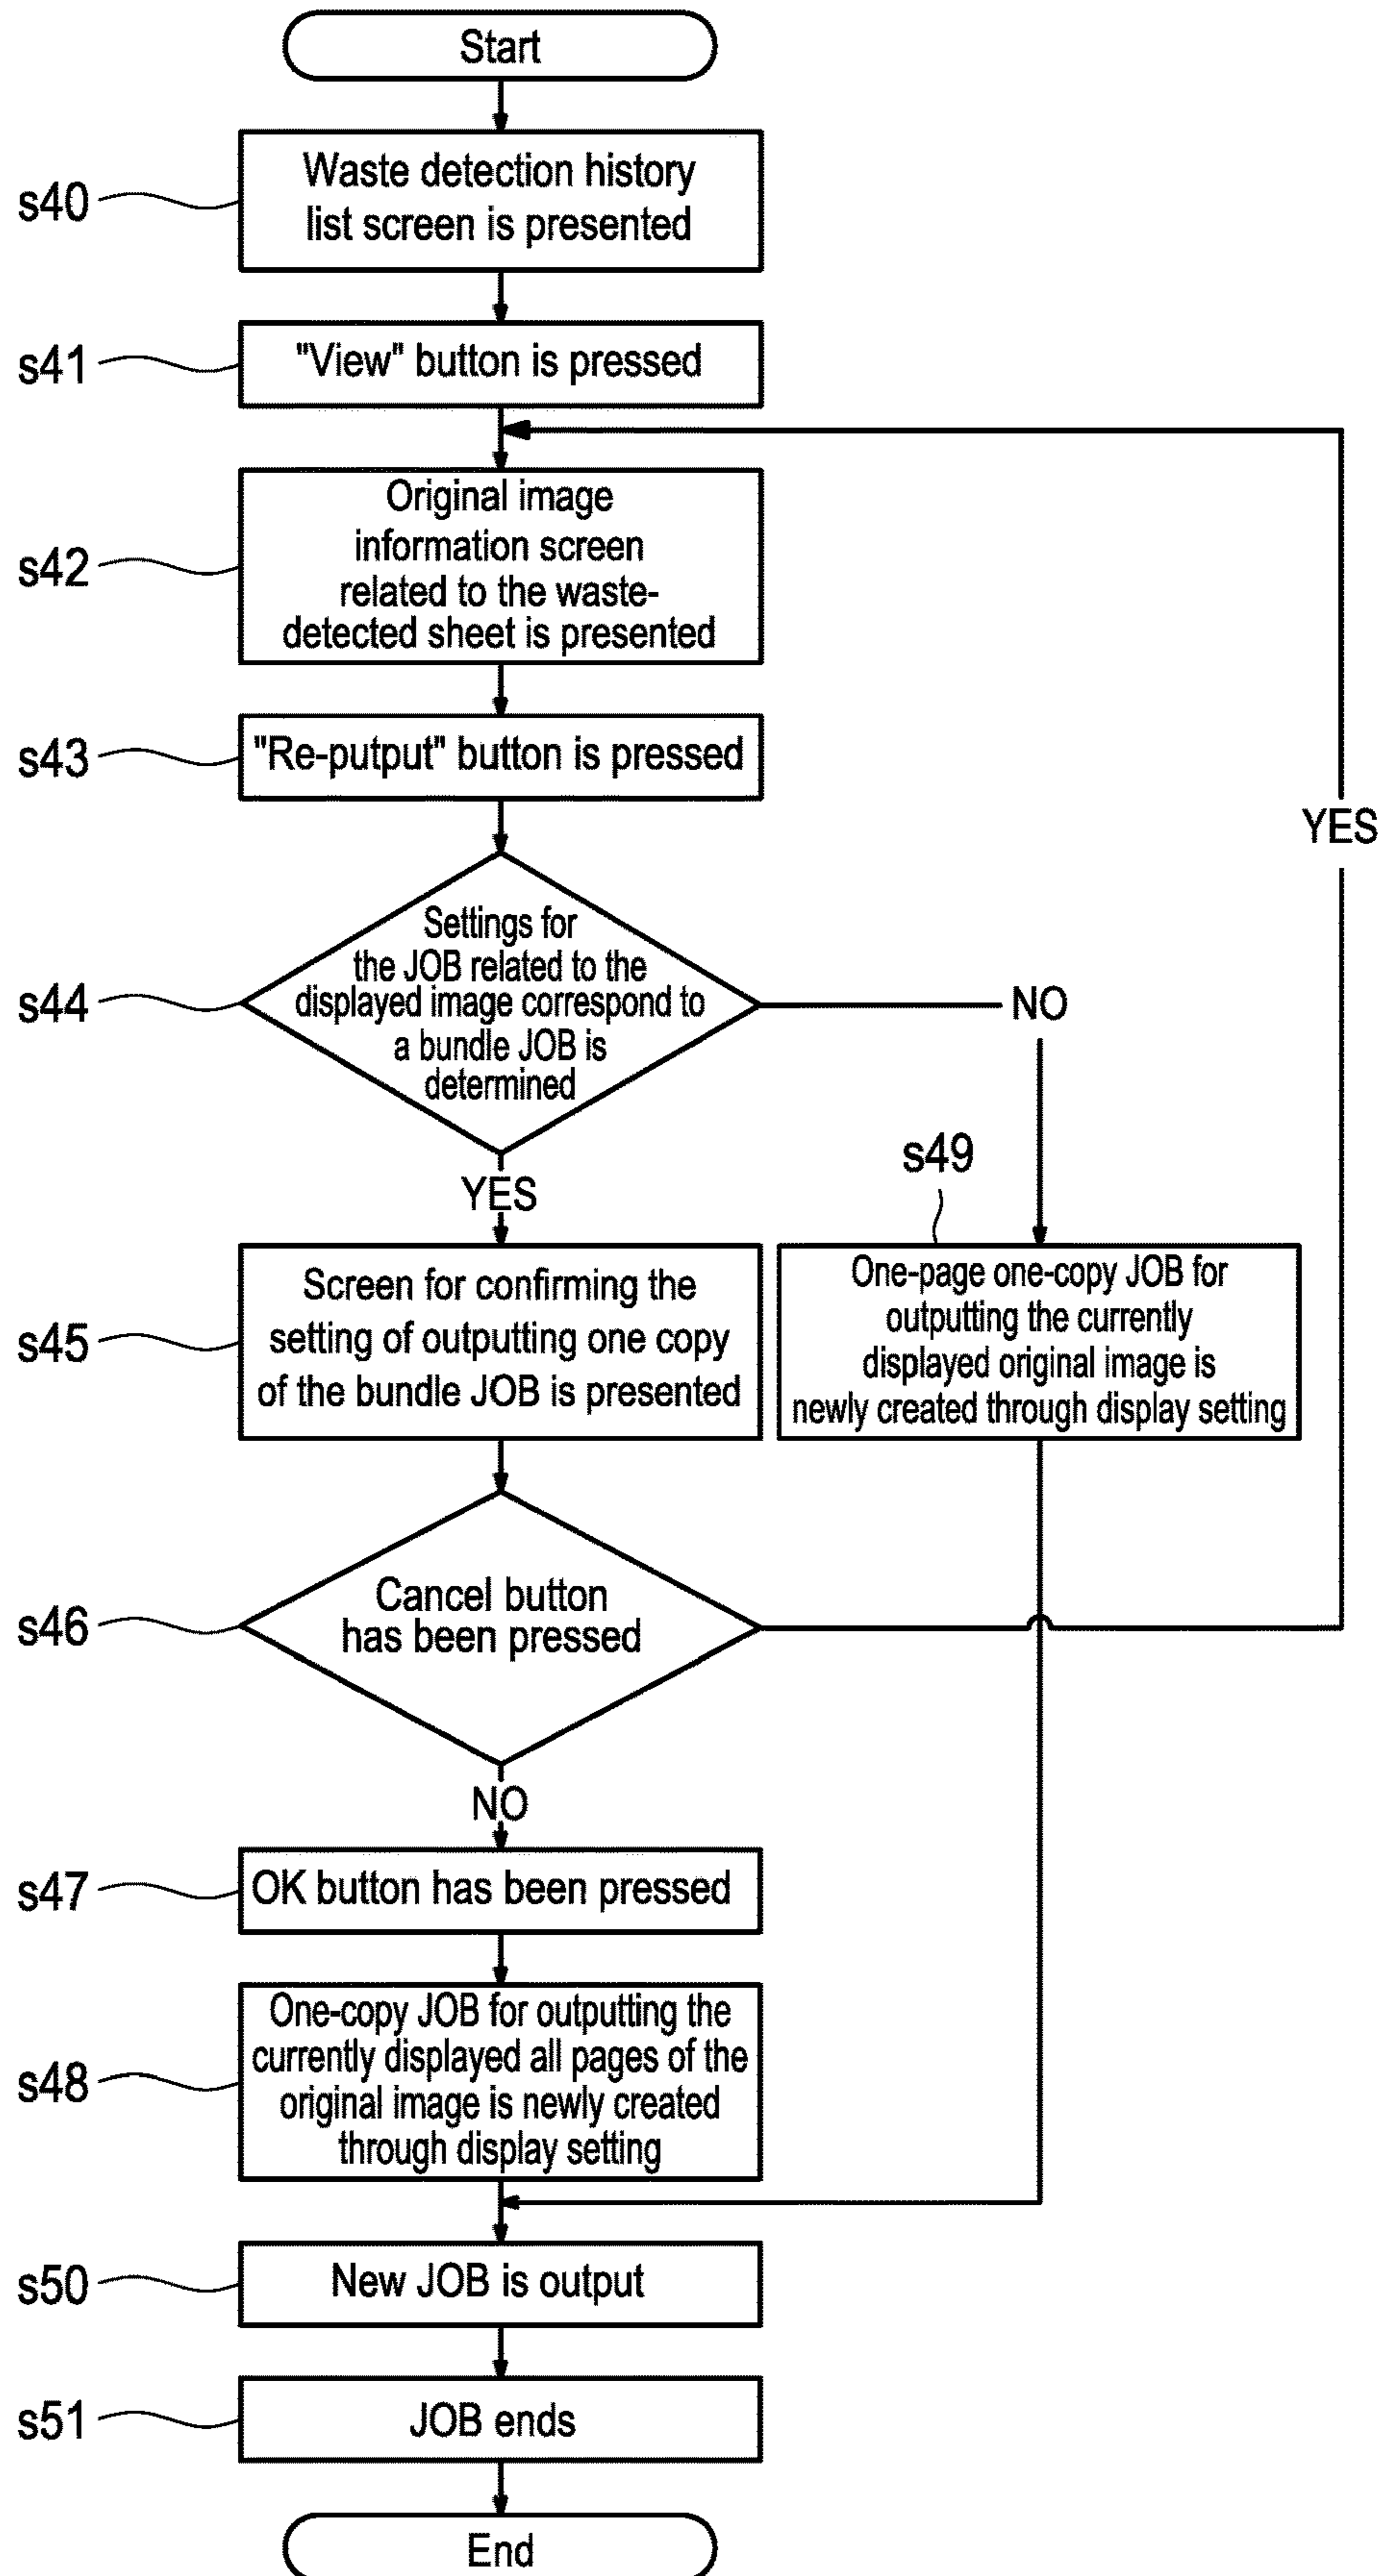 Start
s40
Waste detection history
list screen is presented
s41
"View" button is pressed
s42
Original image
information screen
related to the waste-
detected sheet is presented
s43
"Re-putput" button is pressed
YES
s44
Settings for
the JOB related to the
displayed image correspond to
a bundle JOB is
determined
NO
YES
s49
s45
Screen for confirming the
setting of outputting one copy
of the bundle JOB is presented
One-page one-copy JOB for
outputting the currently
displayed original image is
newly created through display setting
s46
Cancel button
has been pressed
NO
s47
OK button has been pressed
s48
One-copy JOB for outputting the
currently displayed all pages of the
original image is newly created
through display setting
s50
New JOB is output
s51
JOB ends
End